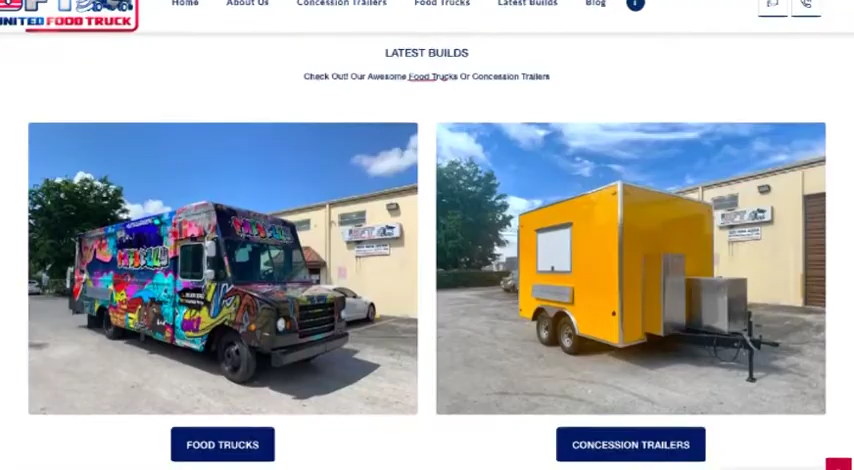 UFT
UNITED FOOD TRUCK
Home About Us Concession Trailers Food Trucks Latest Builds Blog
LATEST BUILDS
Check Out! Our Awesome Food Trucks Or Concession Trailers
FOOD TRUCKS
CONCESSION TRAILERS